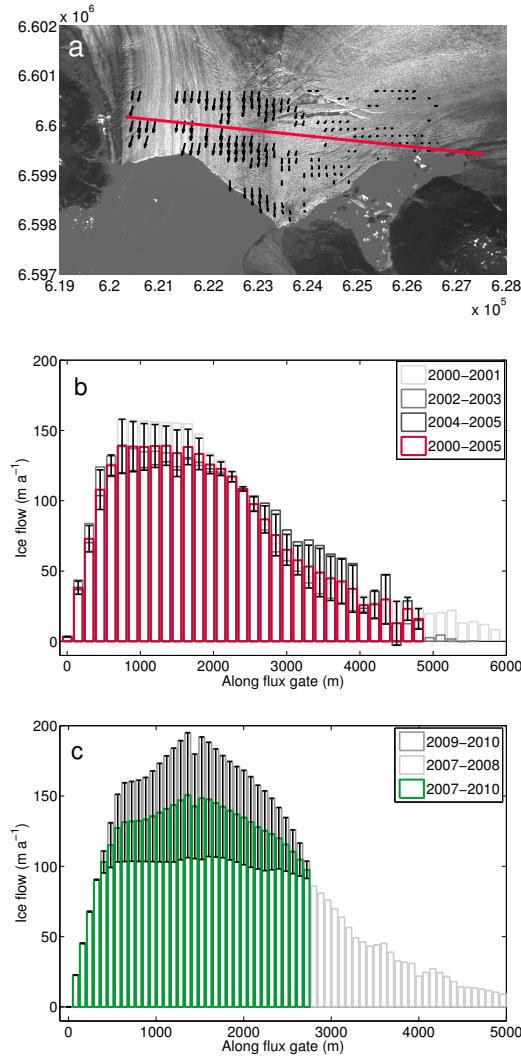 x 10⁶
a
6.602
6.601
6.6
6.599
6.598
6.597
6.19 6.2 6.21 6.22 6.23 6.24 6.25 6.26 6.27 6.28
x 10⁵
b
2000−2001
2002−2003
2004−2005
2000−2005
200
150
100
50
0
Ice flow (m a⁻¹)
0 1000 2000 3000 4000 5000 6000
Along flux gate (m)
c
2009−2010
2007−2008
2007−2010
200
150
100
50
0
Ice flow (m a⁻¹)
0 1000 2000 3000 4000 5000
Along flux gate (m)